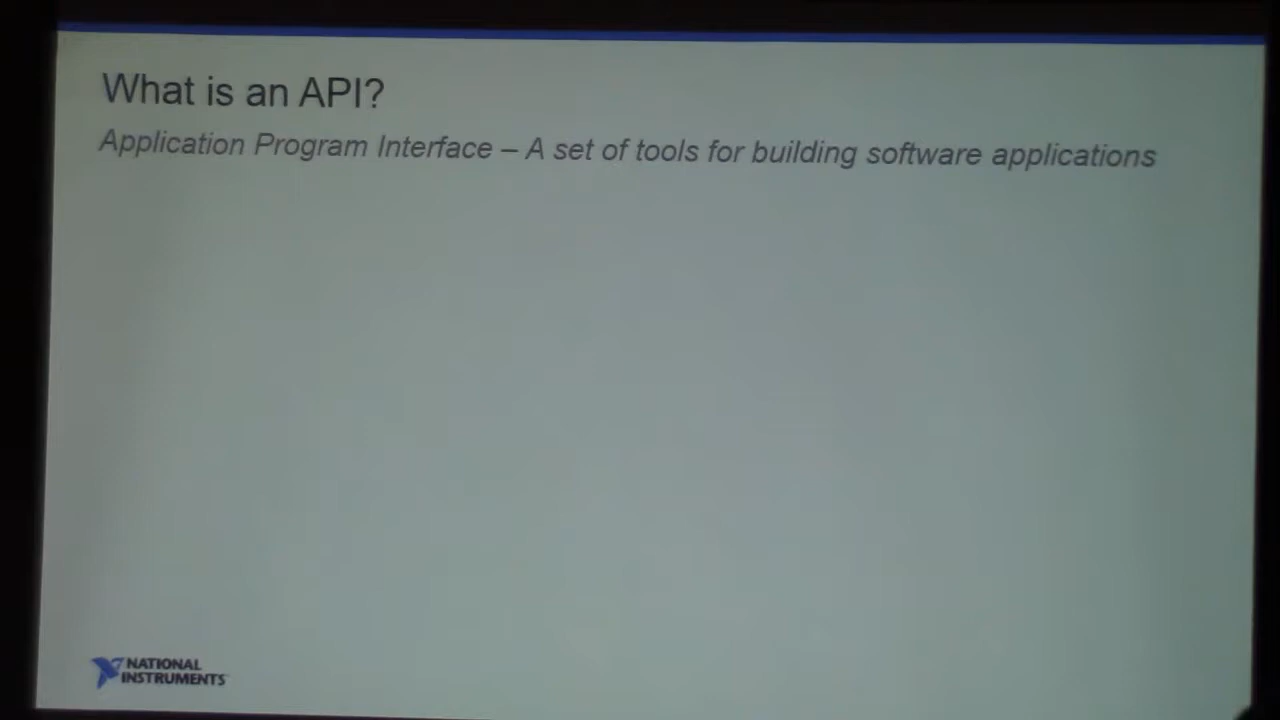 What is an API?
Application Program Interface – A set of tools for building software applications
NATIONAL
INSTRUMENTS